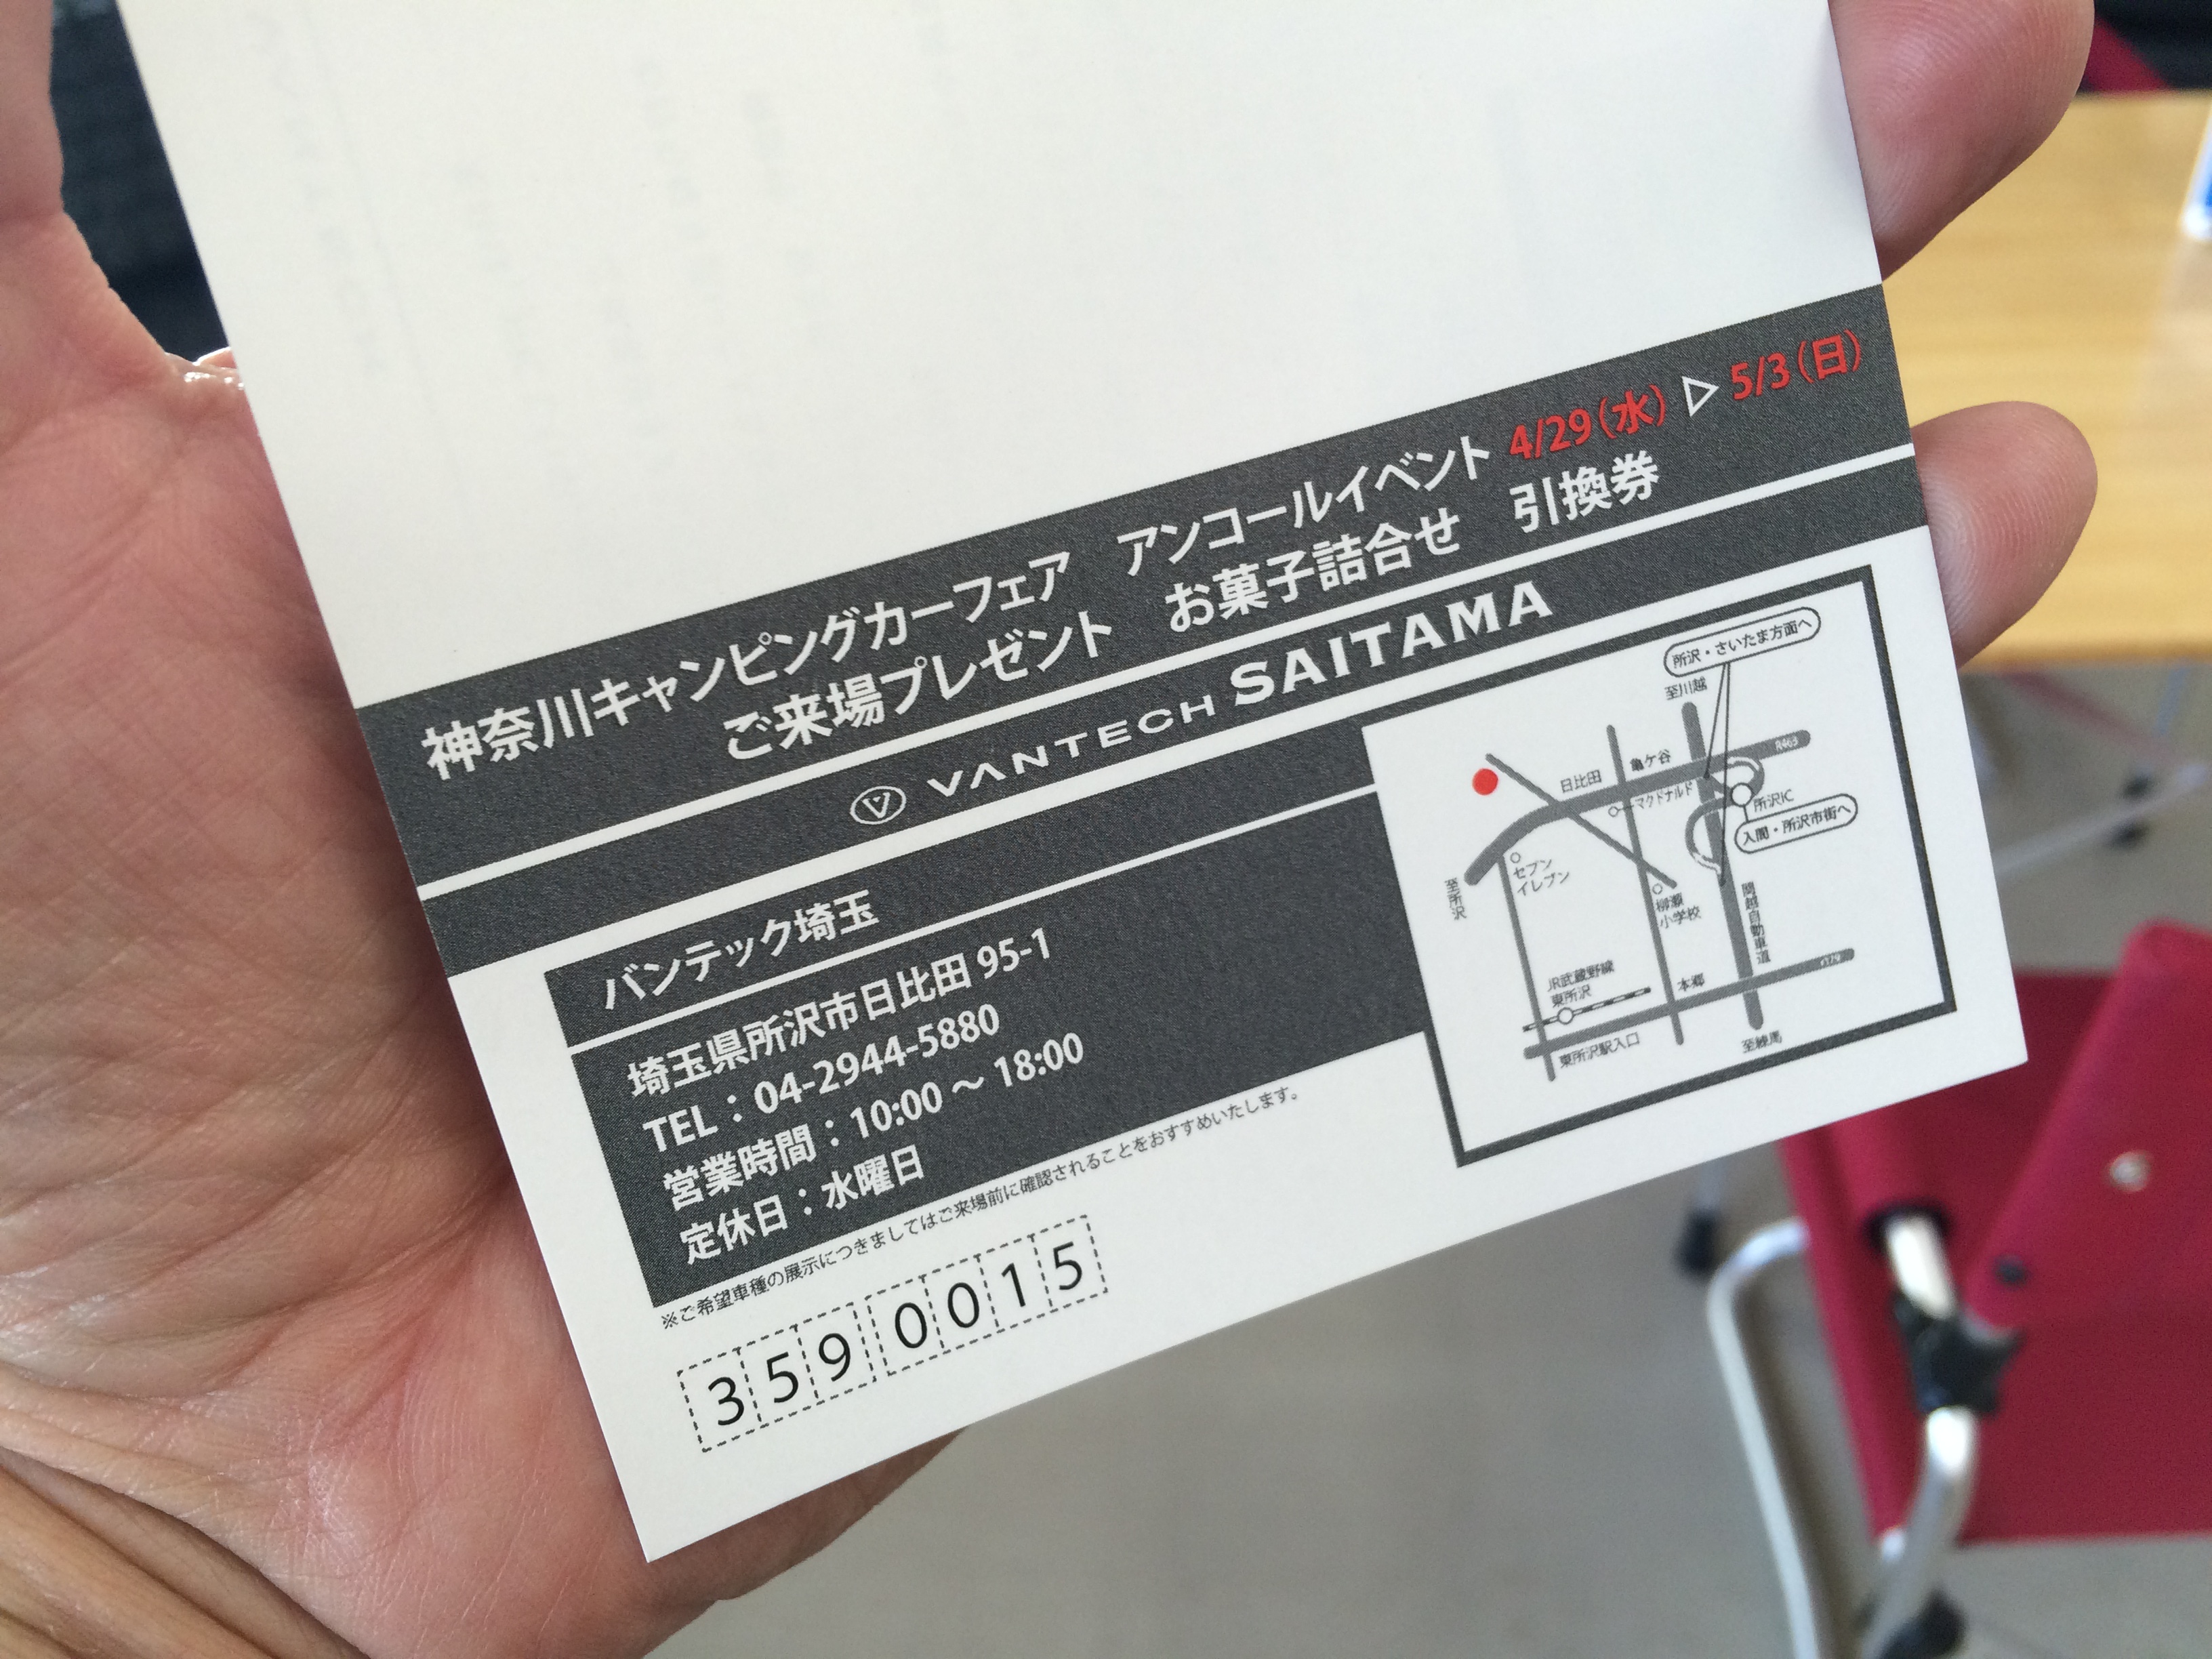 神奈川キャンピングカーフェア　アンコールイベント 4/29(水) ▷ 5/3(日)
ご来場プレゼント　お菓子詰合せ　引換券
VANTECH SAITAMA
バンテック埼玉
埼玉県所沢市日比田 95-1
TEL：04-2944-5880
営業時間：10:00 ～ 18:00
定休日：水曜日
※ご希望車種の展示につきましてはご来場前に確認されることをおすすめいたします。
359 0015
所沢・さいたま方面へ
至川越
R463
亀ケ谷
日比田
マクドナルド
所沢IC
入間・所沢市街へ
セブン
イレブン
至所沢
柳瀬
小学校
関越自動車道
JR武蔵野線
東所沢
本郷
東所沢駅入口
至練馬